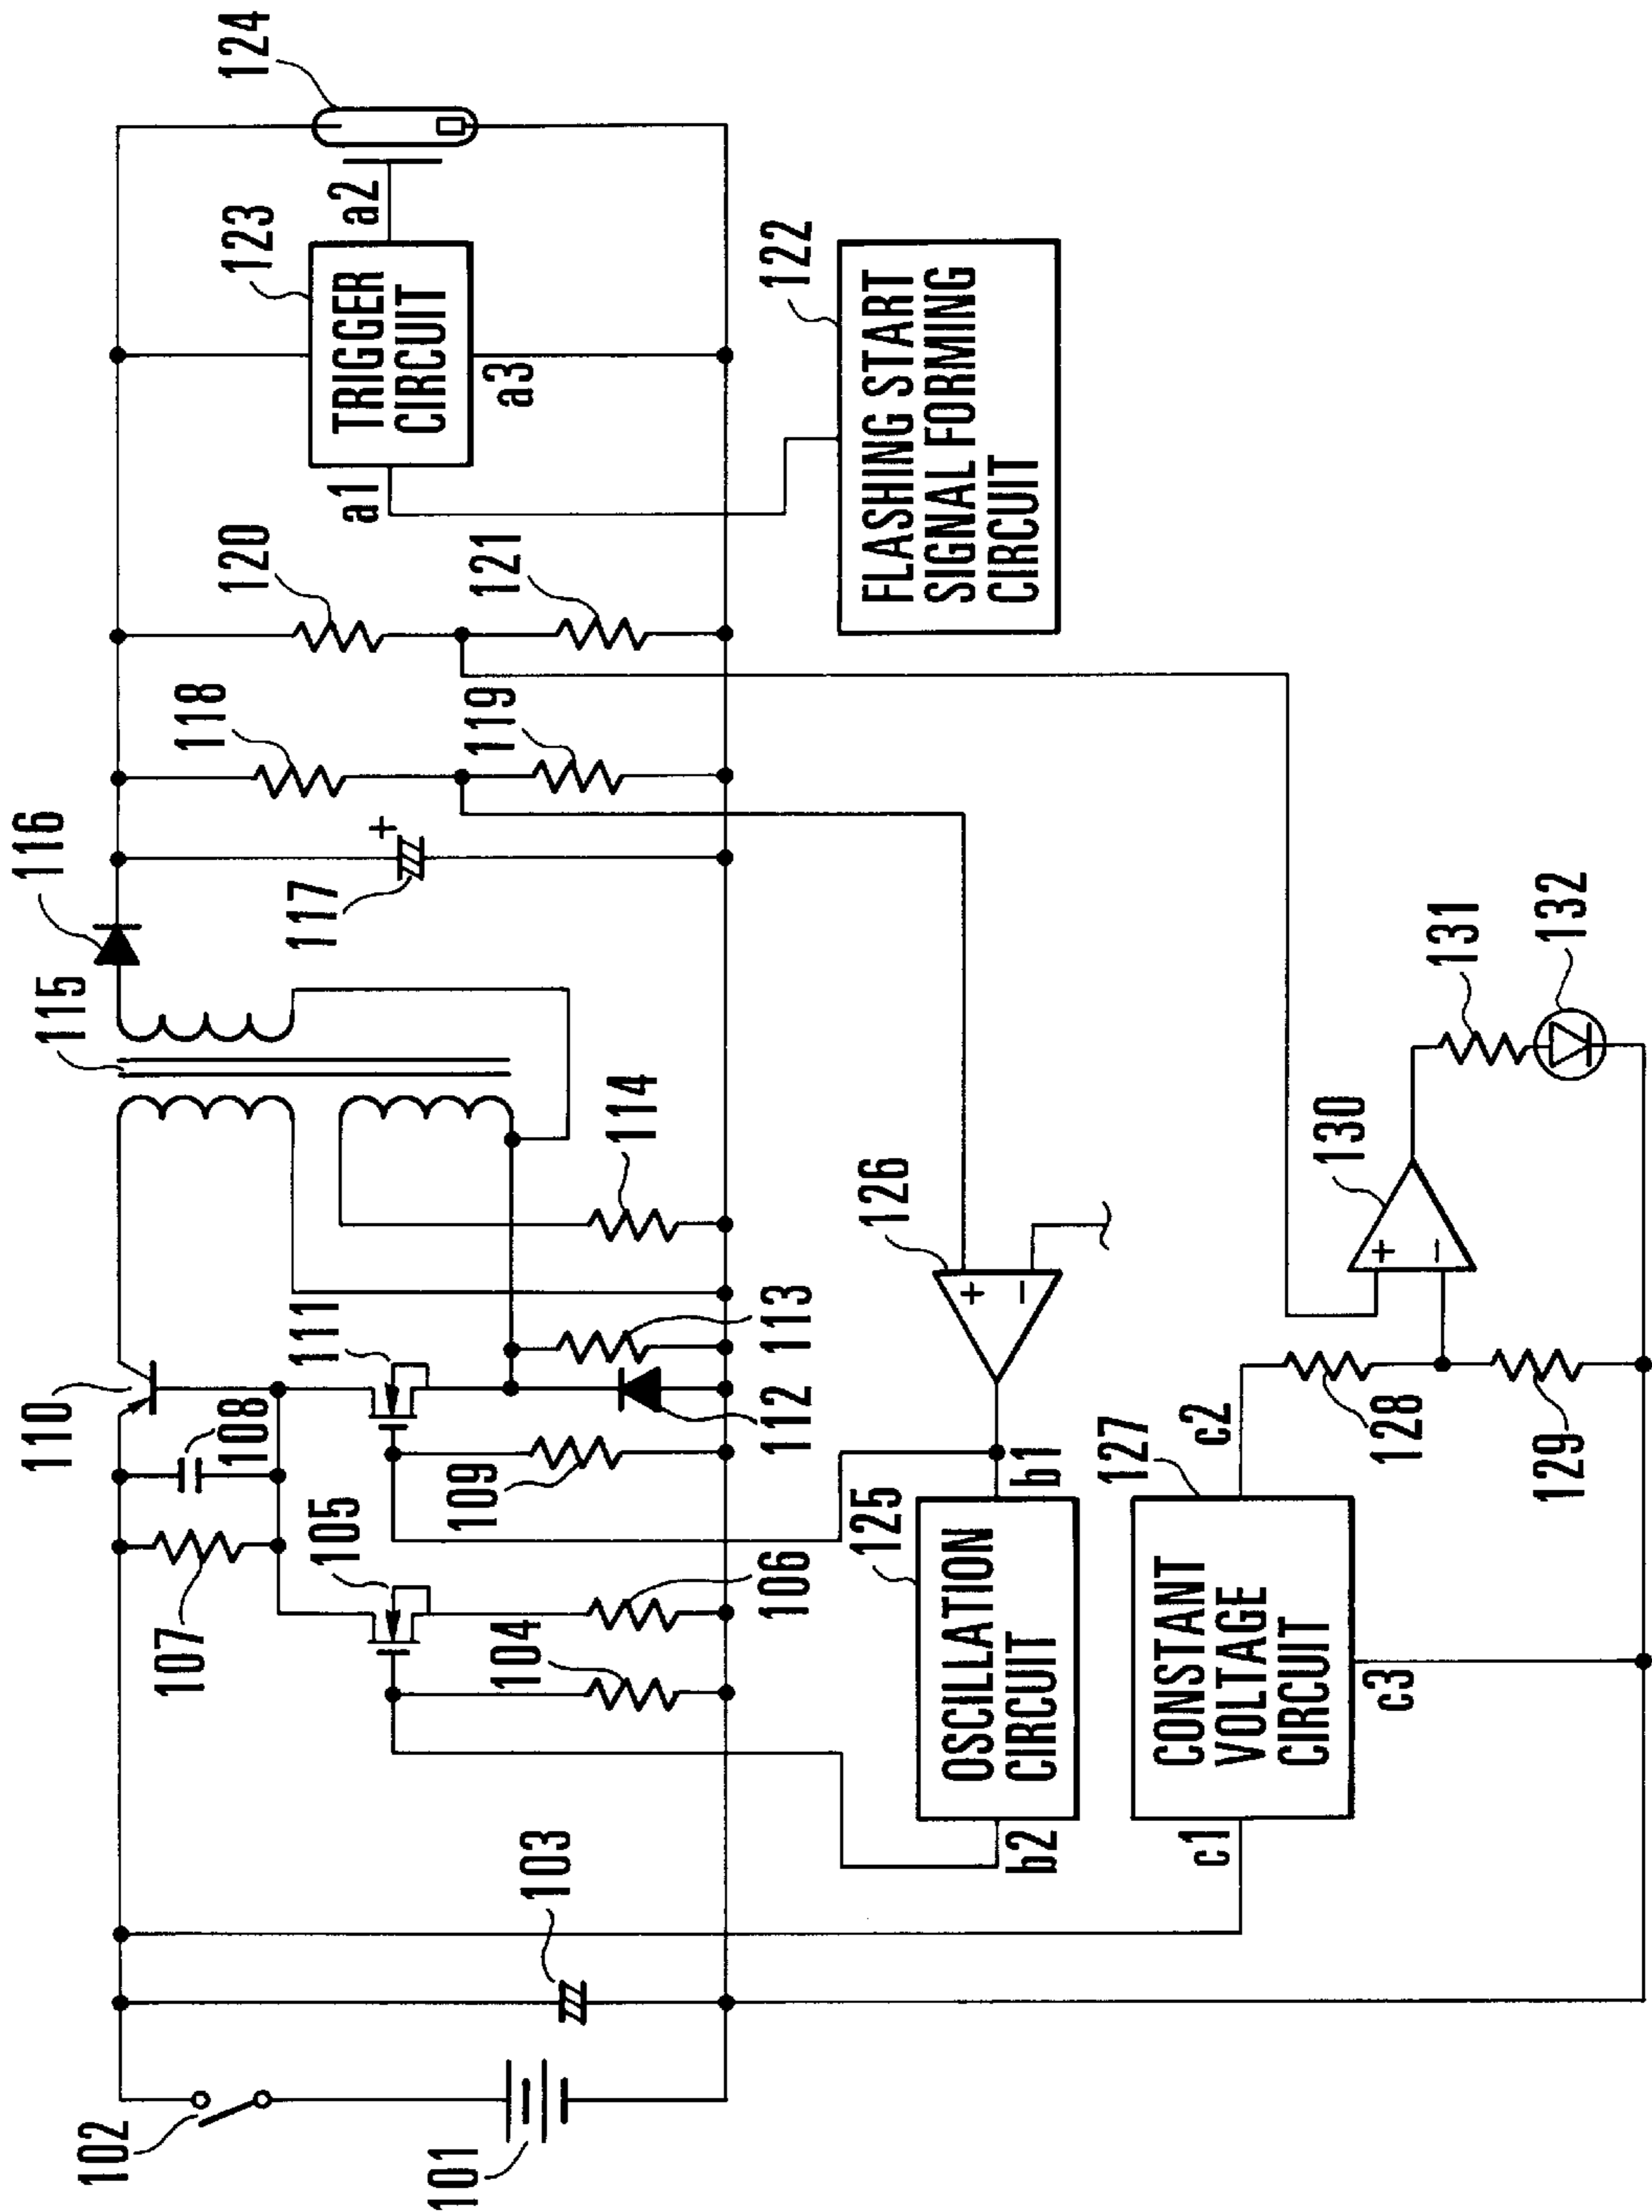 102
101
103
104
105
106
107
108
109
110
111
112
113
114
115
116
117
+
118
119
120
121
a1
TRIGGER
CIRCUIT
a3
123
a2
124
122
FLASHING START
SIGNAL FORMING
CIRCUIT
125
OSCILLATION
CIRCUIT
b2
b1
126
+
−
127
CONSTANT
VOLTAGE
CIRCUIT
c1
c2
c3
128
129
130
+
−
131
132